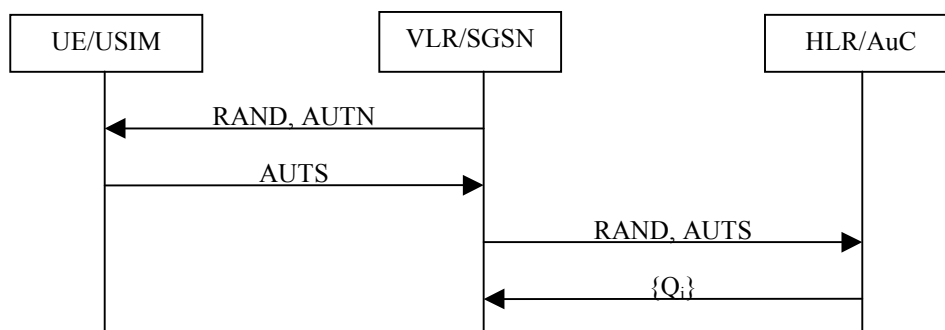 UE/USIM
VLR/SGSN
HLR/AuC
RAND, AUTN
AUTS
RAND, AUTS
{Qi}